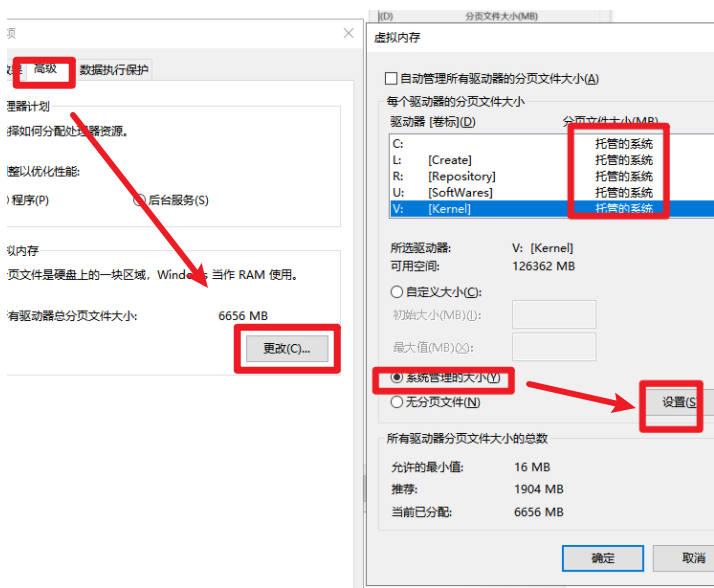 项
高级
数据执行保护
理器计划
择如何分配处理器资源。
整以优化性能:
程序(P)
后台服务(S)
拟内存
页文件是硬盘上的一块区域，Windows 当作 RAM 使用。
有驱动器总分页文件大小:
6656 MB
更改(C)...
(D)
分页文件大小(MB)
虚拟内存
自动管理所有驱动器的分页文件大小(A)
每个驱动器的分页文件大小
驱动器 [卷标](D)
分页文件大小(MB)
C: 托管的系统
L: [Create] 托管的系统
R: [Repository] 托管的系统
U: [SoftWares] 托管的系统
V: [Kernel] 托管的系统
所选驱动器: V: [Kernel]
可用空间: 126362 MB
自定义大小(C):
初始大小(MB)(I):
最大值(MB)(X):
系统管理的大小(Y)
无分页文件(N)
设置(S
所有驱动器分页文件大小的总数
允许的最小值: 16 MB
推荐: 1904 MB
当前已分配: 6656 MB
确定
取消